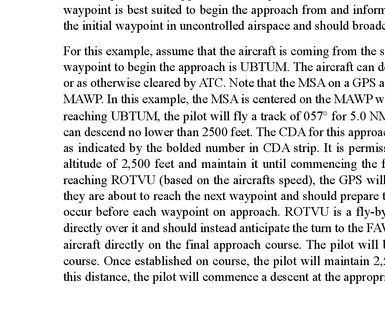 waypoint is best suited to begin the approach from and inform
the initial waypoint in uncontrolled airspace and should broadc
For this example, assume that the aircraft is coming from the s
waypoint to begin the approach is UBTUM. The aircraft can de
or as otherwise cleared by ATC. Note that the MSA on a GPS a
MAWP. In this example, the MSA is centered on the MAWP w
reaching UBTUM, the pilot will fly a track of 057° for 5.0 NM
can descend no lower than 2500 feet. The CDA for this approac
as indicated by the bolded number in CDA strip. It is permiss
altitude of 2,500 feet and maintain it until commencing the f
reaching ROTVU (based on the aircrafts speed), the GPS will
they are about to reach the next waypoint and should prepare t
occur before each waypoint on approach. ROTVU is a fly-by
directly over it and should instead anticipate the turn to the FAW
aircraft directly on the final approach course. The pilot will b
course. Once established on course, the pilot will maintain 2,5
this distance, the pilot will commence a descent at the appropri